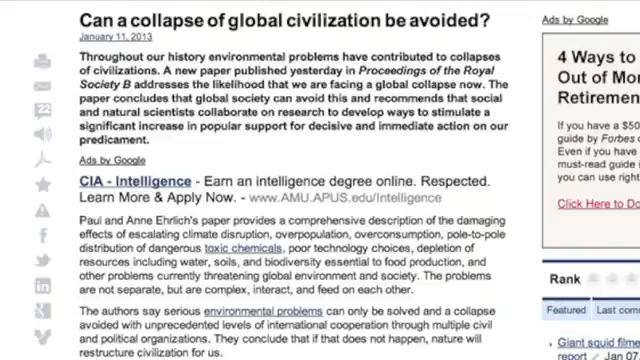 Can a collapse of global civilization be avoided?
January 11, 2013
Throughout our history environmental problems have contributed to collapses
of civilizations. A new paper published yesterday in Proceedings of the Royal
Society B addresses the likelihood that we are facing a global collapse now. The
paper concludes that global society can avoid this and recommends that social
and natural scientists collaborate on research to develop ways to stimulate a
significant increase in popular support for decisive and immediate action on our
predicament.
Ads by Google
CIA - Intelligence - Earn an intelligence degree online. Respected.
Learn More & Apply Now. - www.AMU.APUS.edu/Intelligence
Paul and Anne Ehrlich's paper provides a comprehensive description of the damaging
effects of escalating climate disruption, overpopulation, overconsumption, pole-to-pole
distribution of dangerous toxic chemicals, poor technology choices, depletion of
resources including water, soils, and biodiversity essential to food production, and
other problems currently threatening global environment and society. The problems
are not separate, but are complex, interact, and feed on each other.
The authors say serious environmental problems can only be solved and a collapse
avoided with unprecedented levels of international cooperation through multiple civil
and political organizations. They conclude that if that does not happen, nature will
restructure civilization for us.
22
Ads by Google
4 Ways to
Out of Mon
Retiremen
If you have a $50
guide by Forbes c
Even if you have
must-read guide i
you can use right
Click Here to Do
Rank
Featured Last com
Giant squid filme
report Jan 07